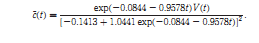 c̃(t) = exp(−0.0844 − 0.9578t)V(t) / [−0.1413 + 1.0441 exp(−0.0844 − 0.9578t)]².